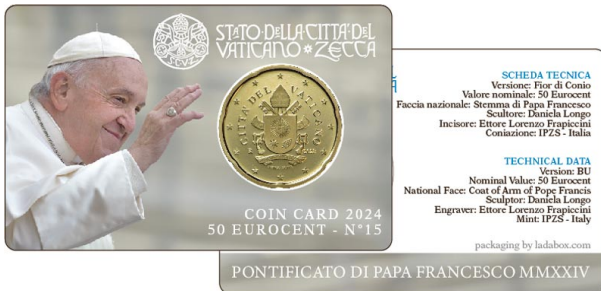 STATO·DELLA·CITTÀ·DEL
VATICANO * ZECCA
SCVZ
CITTÀ DEL VATICANO
COIN CARD 2024
50 EUROCENT - N°15
SCHEDA TECNICA
Versione: Fior di Conio
Valore nominale: 50 Eurocent
Faccia nazionale: Stemma di Papa Francesco
Scultore: Daniela Longo
Incisore: Ettore Lorenzo Frapiccini
Coniazione: IPZS - Italia
TECHNICAL DATA
Version: BU
Nominal Value: 50 Eurocent
National Face: Coat of Arm of Pope Francis
Sculptor: Daniela Longo
Engraver: Ettore Lorenzo Frapiccini
Mint: IPZS - Italy
packaging by ladabox.com
PONTIFICATO DI PAPA FRANCESCO MMXXIV